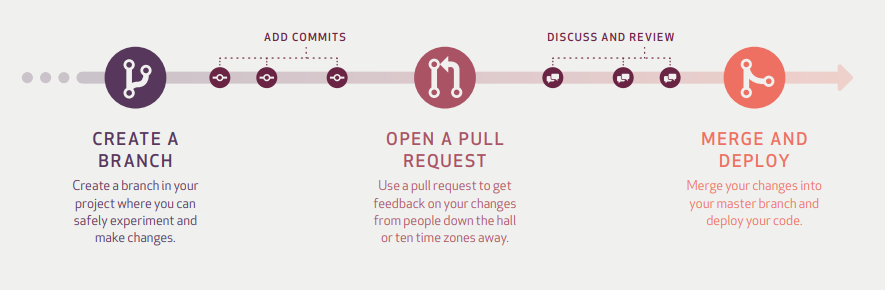 ADD COMMITS
DISCUSS AND REVIEW
CREATE A
BRANCH
Create a branch in your
project where you can
safely experiment and
make changes.
OPEN A PULL
REQUEST
Use a pull request to get
feedback on your changes
from people down the hall
or ten time zones away.
MERGE AND
DEPLOY
Merge your changes into
your master branch and
deploy your code.